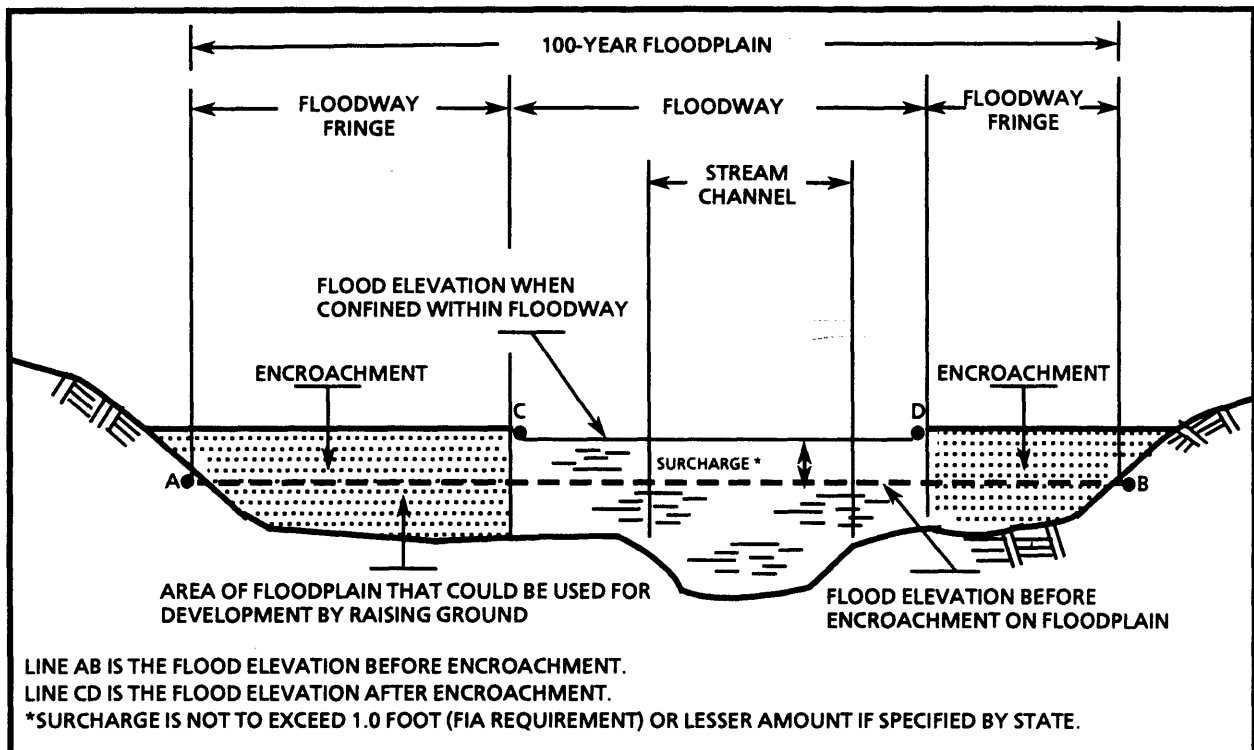 100-YEAR FLOODPLAIN
FLOODWAY
FRINGE
FLOODWAY
FLOODWAY
FRINGE
STREAM
CHANNEL
FLOOD ELEVATION WHEN
CONFINED WITHIN FLOODWAY
ENCROACHMENT
ENCROACHMENT
C
D
SURCHARGE *
A
B
AREA OF FLOODPLAIN THAT COULD BE USED FOR
DEVELOPMENT BY RAISING GROUND
FLOOD ELEVATION BEFORE
ENCROACHMENT ON FLOODPLAIN
LINE AB IS THE FLOOD ELEVATION BEFORE ENCROACHMENT.
LINE CD IS THE FLOOD ELEVATION AFTER ENCROACHMENT.
*SURCHARGE IS NOT TO EXCEED 1.0 FOOT (FIA REQUIREMENT) OR LESSER AMOUNT IF SPECIFIED BY STATE.